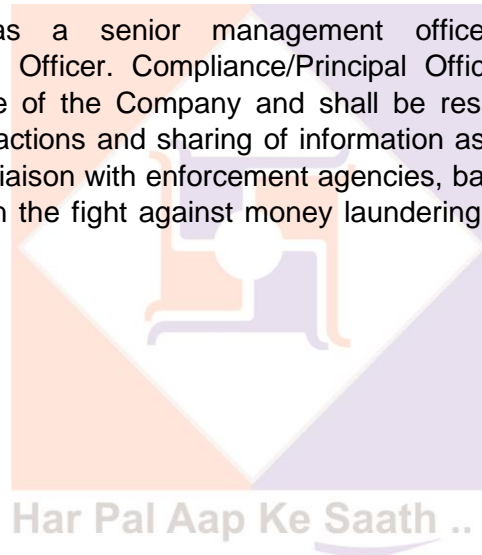 as a senior management office
Officer. Compliance/Principal Offic
e of the Company and shall be res
actions and sharing of information as
iaison with enforcement agencies, ba
n the fight against money laundering
Har Pal Aap Ke Saath ..